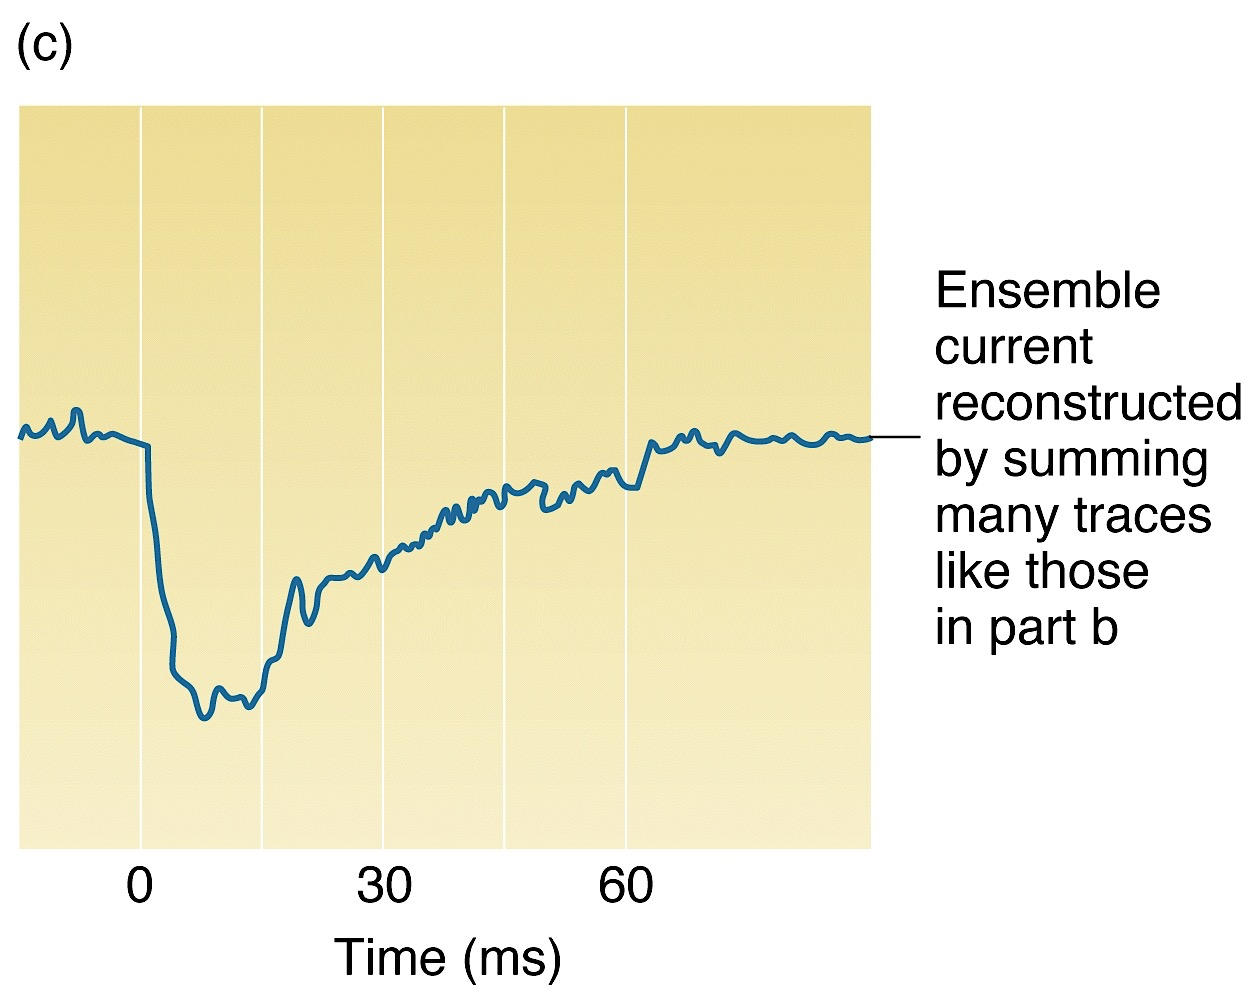 (c)
Ensemble
current
reconstructed
by summing
many traces
like those
in part b
0 30 60
Time (ms)